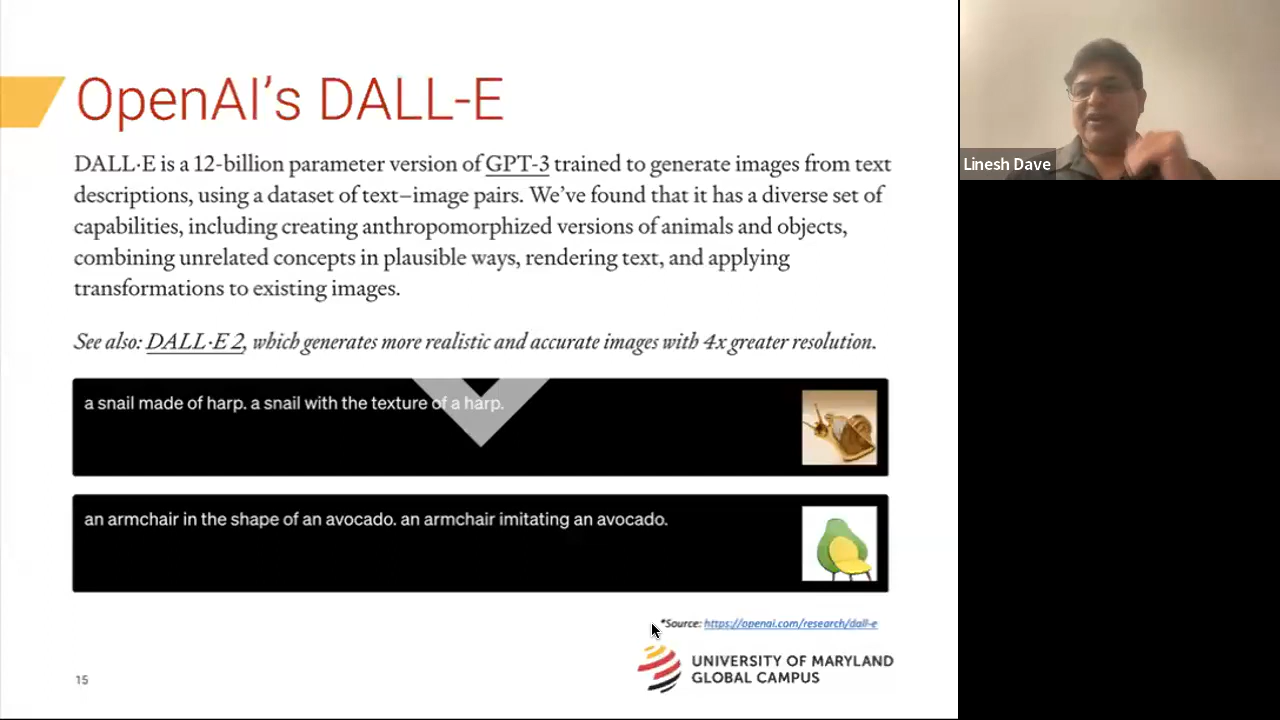 OpenAI's DALL-E
DALL·E is a 12-billion parameter version of GPT-3 trained to generate images from text
descriptions, using a dataset of text–image pairs. We've found that it has a diverse set of
capabilities, including creating anthropomorphized versions of animals and objects,
combining unrelated concepts in plausible ways, rendering text, and applying
transformations to existing images.
See also: DALL·E 2, which generates more realistic and accurate images with 4x greater resolution.
a snail made of harp. a snail with the texture of a harp.
an armchair in the shape of an avocado. an armchair imitating an avocado.
*Source: https://openai.com/research/dall-e
UNIVERSITY OF MARYLAND
GLOBAL CAMPUS
15
Linesh Dave